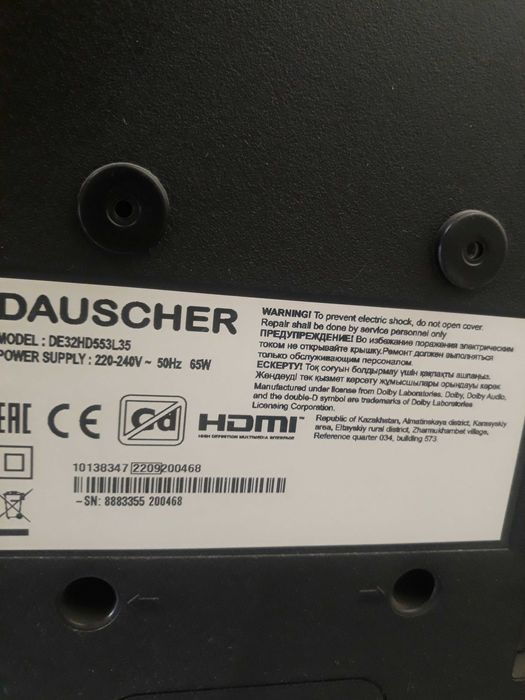 DAUSCHER
MODEL : DE32HD553L35
POWER SUPPLY : 220-240V ~ 50Hz 65W
WARNING! To prevent electric shock, do not open cover.
Repair shall be done by service personnel only
ПРЕДУПРЕЖДЕНИЕ! Во избежание поражения электрическим
током не открывайте крышку. Ремонт должен выполняться
только обслуживающим персоналом.
ЕСКЕРТУ! Тоқ соғуын болдырмау үшін қақпақты ашпаңыз.
Жөндеуді тек қызмет көрсету жұмысшылары орындауы керек
Manufactured under license from Dolby Laboratories. Dolby, Dolby Audio,
and the double-D symbol are trademarks of Dolby Laboratories
Licensing Corporation.
EAC CE Cd HDMI
HIGH DEFINITION MULTIMEDIA INTERFACE
Republic of Kazakhstan, Almatinskaya district, Karasyskiy
area, Eltayskiy rural district, Zharmukhambet village,
Reference quarter 034, building 573
10138347 2209200468
-SN: 8883355 200468